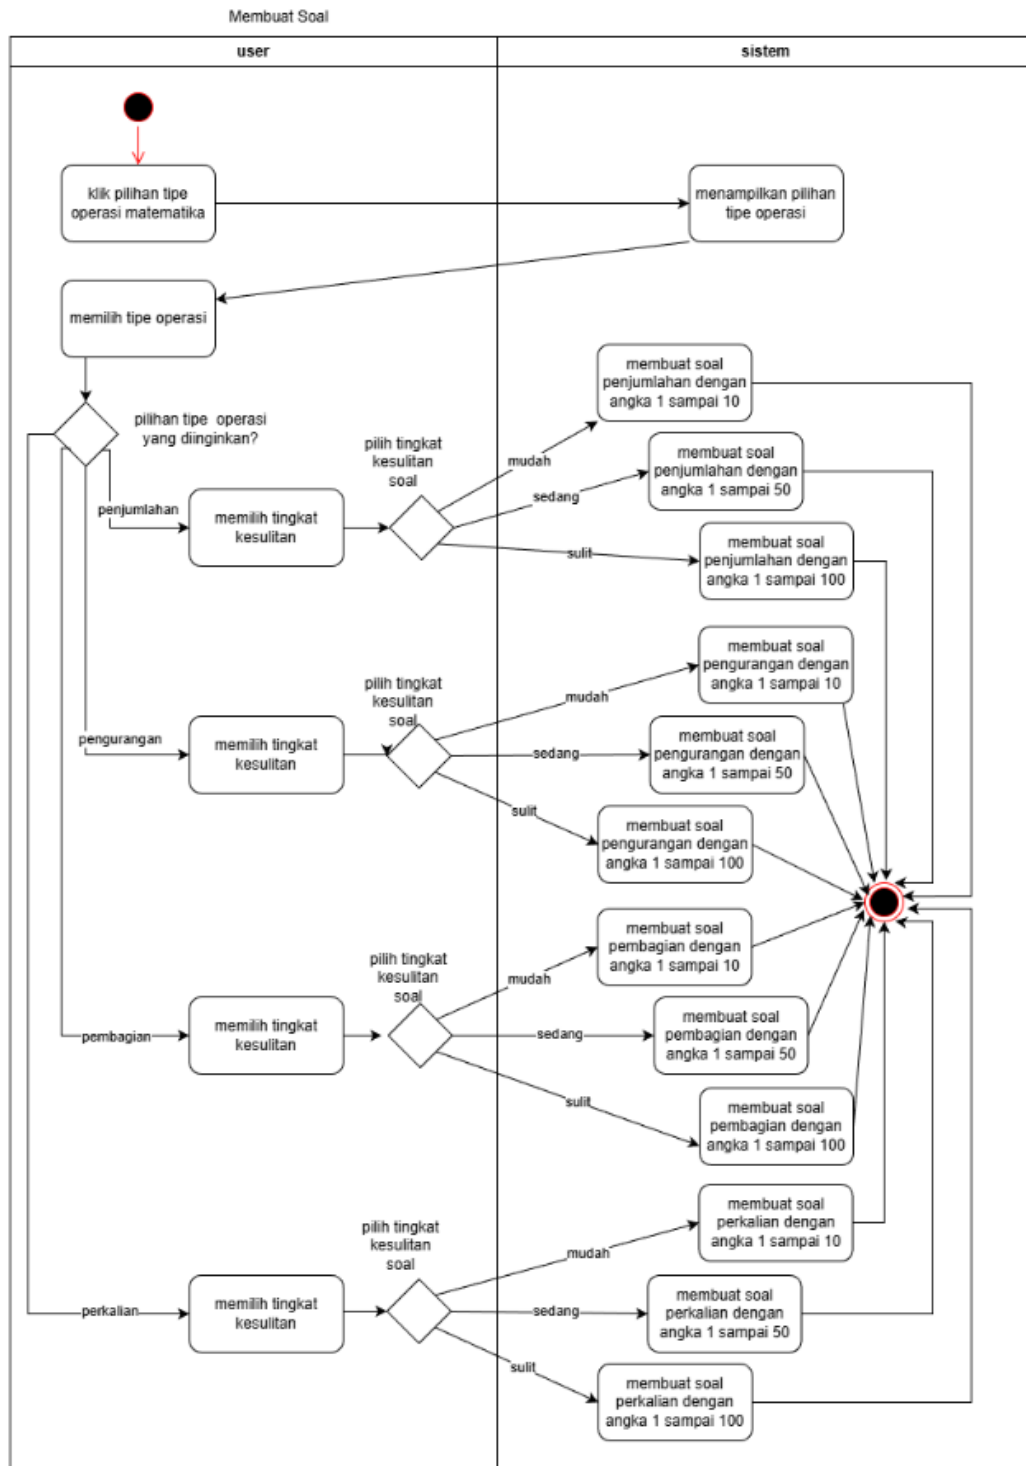 Membuat Soal
user
sistem
klik pilihan tipe
operasi matematika
menampilkan pilihan
tipe operasi
memilih tipe operasi
pilihan tipe operasi
yang diinginkan?
penjumlahan
memilih tingkat
kesulitan
pilih tingkat
kesulitan
soal
mudah
sedang
sulit
membuat soal
penjumlahan dengan
angka 1 sampai 10
membuat soal
penjumlahan dengan
angka 1 sampai 50
membuat soal
penjumlahan dengan
angka 1 sampai 100
pengurangan
memilih tingkat
kesulitan
pilih tingkat
kesulitan
soal
mudah
sedang
sulit
membuat soal
pengurangan dengan
angka 1 sampai 10
membuat soal
pengurangan dengan
angka 1 sampai 50
membuat soal
pengurangan dengan
angka 1 sampai 100
pembagian
memilih tingkat
kesulitan
pilih tingkat
kesulitan
soal
mudah
sedang
sulit
membuat soal
pembagian dengan
angka 1 sampai 10
membuat soal
pembagian dengan
angka 1 sampai 50
membuat soal
pembagian dengan
angka 1 sampai 100
perkalian
memilih tingkat
kesulitan
pilih tingkat
kesulitan
soal
mudah
sedang
sulit
membuat soal
perkalian dengan
angka 1 sampai 10
membuat soal
perkalian dengan
angka 1 sampai 50
membuat soal
perkalian dengan
angka 1 sampai 100